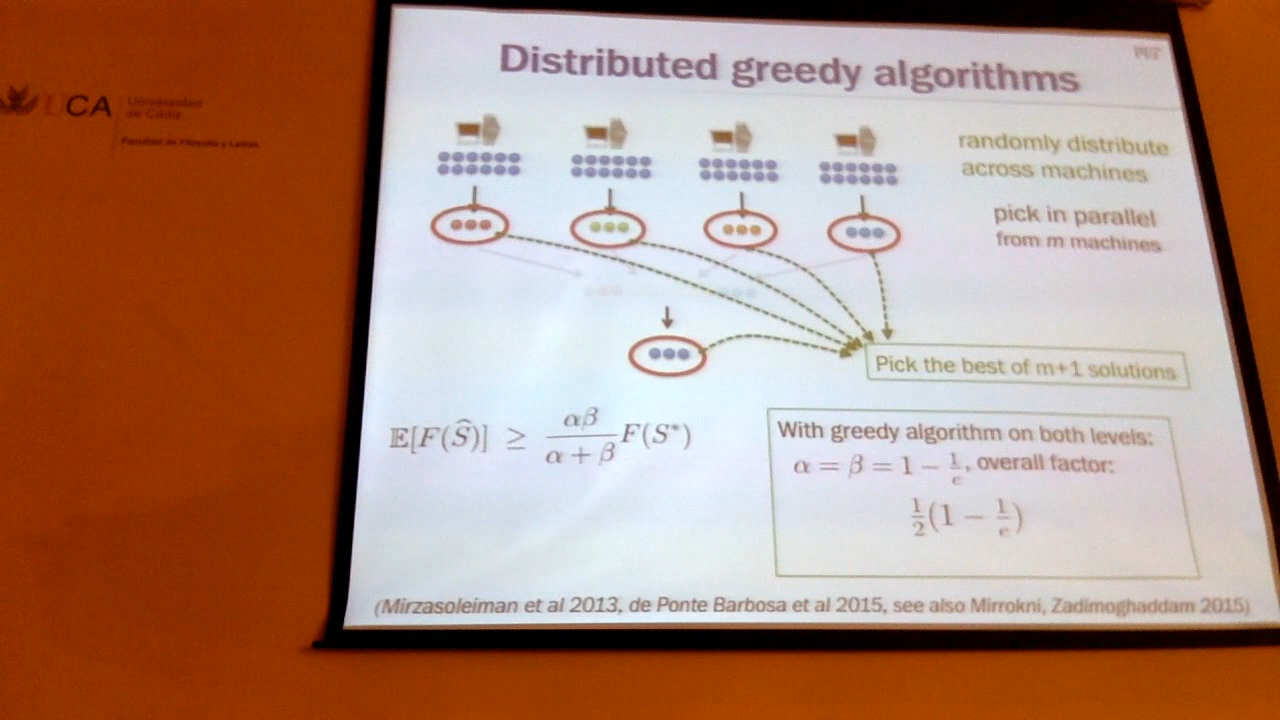 UCA
Universidad
de Cádiz
Facultad de Filosofía y Letras
MIT
Distributed greedy algorithms
randomly distribute
across machines
pick in parallel
from m machines
Pick the best of m+1 solutions
𝔼[F(Ŝ)] ≥ αβ/(α + β) F(S*)
With greedy algorithm on both levels:
α = β = 1 − 1/e, overall factor:
1/2(1 − 1/e)
(Mirzasoleiman et al 2013, de Ponte Barbosa et al 2015, see also Mirrokni, Zadimoghaddam 2015)